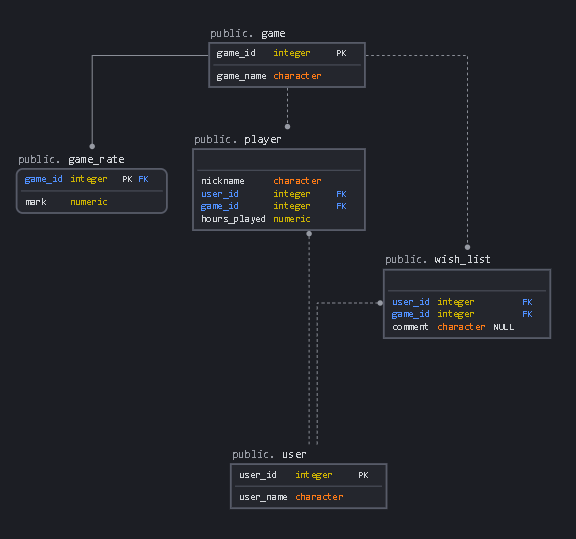 public. game
game_id integer PK
game_name character
public. game_rate
game_id integer PK FK
mark numeric
public. player
nickname character
user_id integer FK
game_id integer FK
hours_played numeric
public. wish_list
user_id integer FK
game_id integer FK
comment character NULL
public. user
user_id integer PK
user_name character